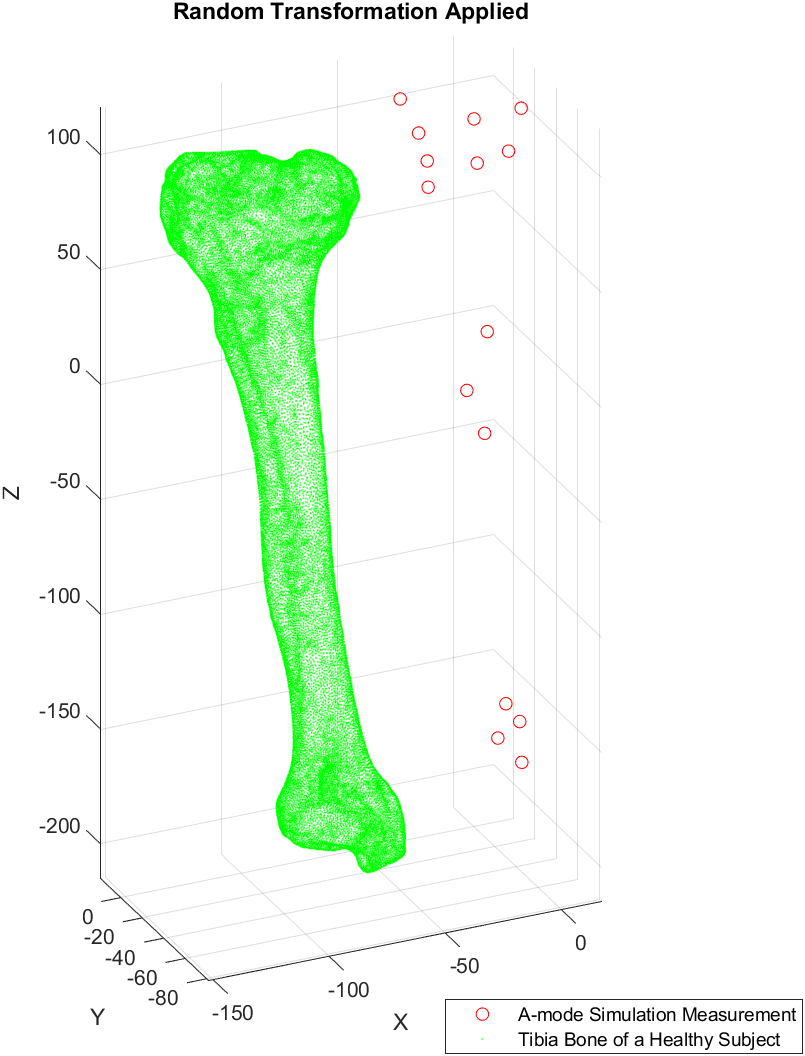 Random Transformation Applied
100
50
0
-50
-100
-150
-200
Z
0
-20
-40
-60
-80
Y
-150
-100
-50
0
X
A-mode Simulation Measurement
Tibia Bone of a Healthy Subject